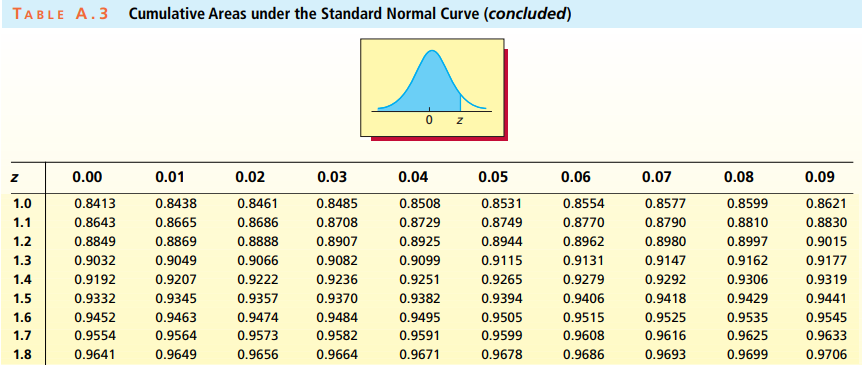 TABLE A.3 Cumulative Areas under the Standard Normal Curve (concluded)
0 z
z 0.00 0.01 0.02 0.03 0.04 0.05 0.06 0.07 0.08 0.09
1.0 0.8413 0.8438 0.8461 0.8485 0.8508 0.8531 0.8554 0.8577 0.8599 0.8621
1.1 0.8643 0.8665 0.8686 0.8708 0.8729 0.8749 0.8770 0.8790 0.8810 0.8830
1.2 0.8849 0.8869 0.8888 0.8907 0.8925 0.8944 0.8962 0.8980 0.8997 0.9015
1.3 0.9032 0.9049 0.9066 0.9082 0.9099 0.9115 0.9131 0.9147 0.9162 0.9177
1.4 0.9192 0.9207 0.9222 0.9236 0.9251 0.9265 0.9279 0.9292 0.9306 0.9319
1.5 0.9332 0.9345 0.9357 0.9370 0.9382 0.9394 0.9406 0.9418 0.9429 0.9441
1.6 0.9452 0.9463 0.9474 0.9484 0.9495 0.9505 0.9515 0.9525 0.9535 0.9545
1.7 0.9554 0.9564 0.9573 0.9582 0.9591 0.9599 0.9608 0.9616 0.9625 0.9633
1.8 0.9641 0.9649 0.9656 0.9664 0.9671 0.9678 0.9686 0.9693 0.9699 0.9706